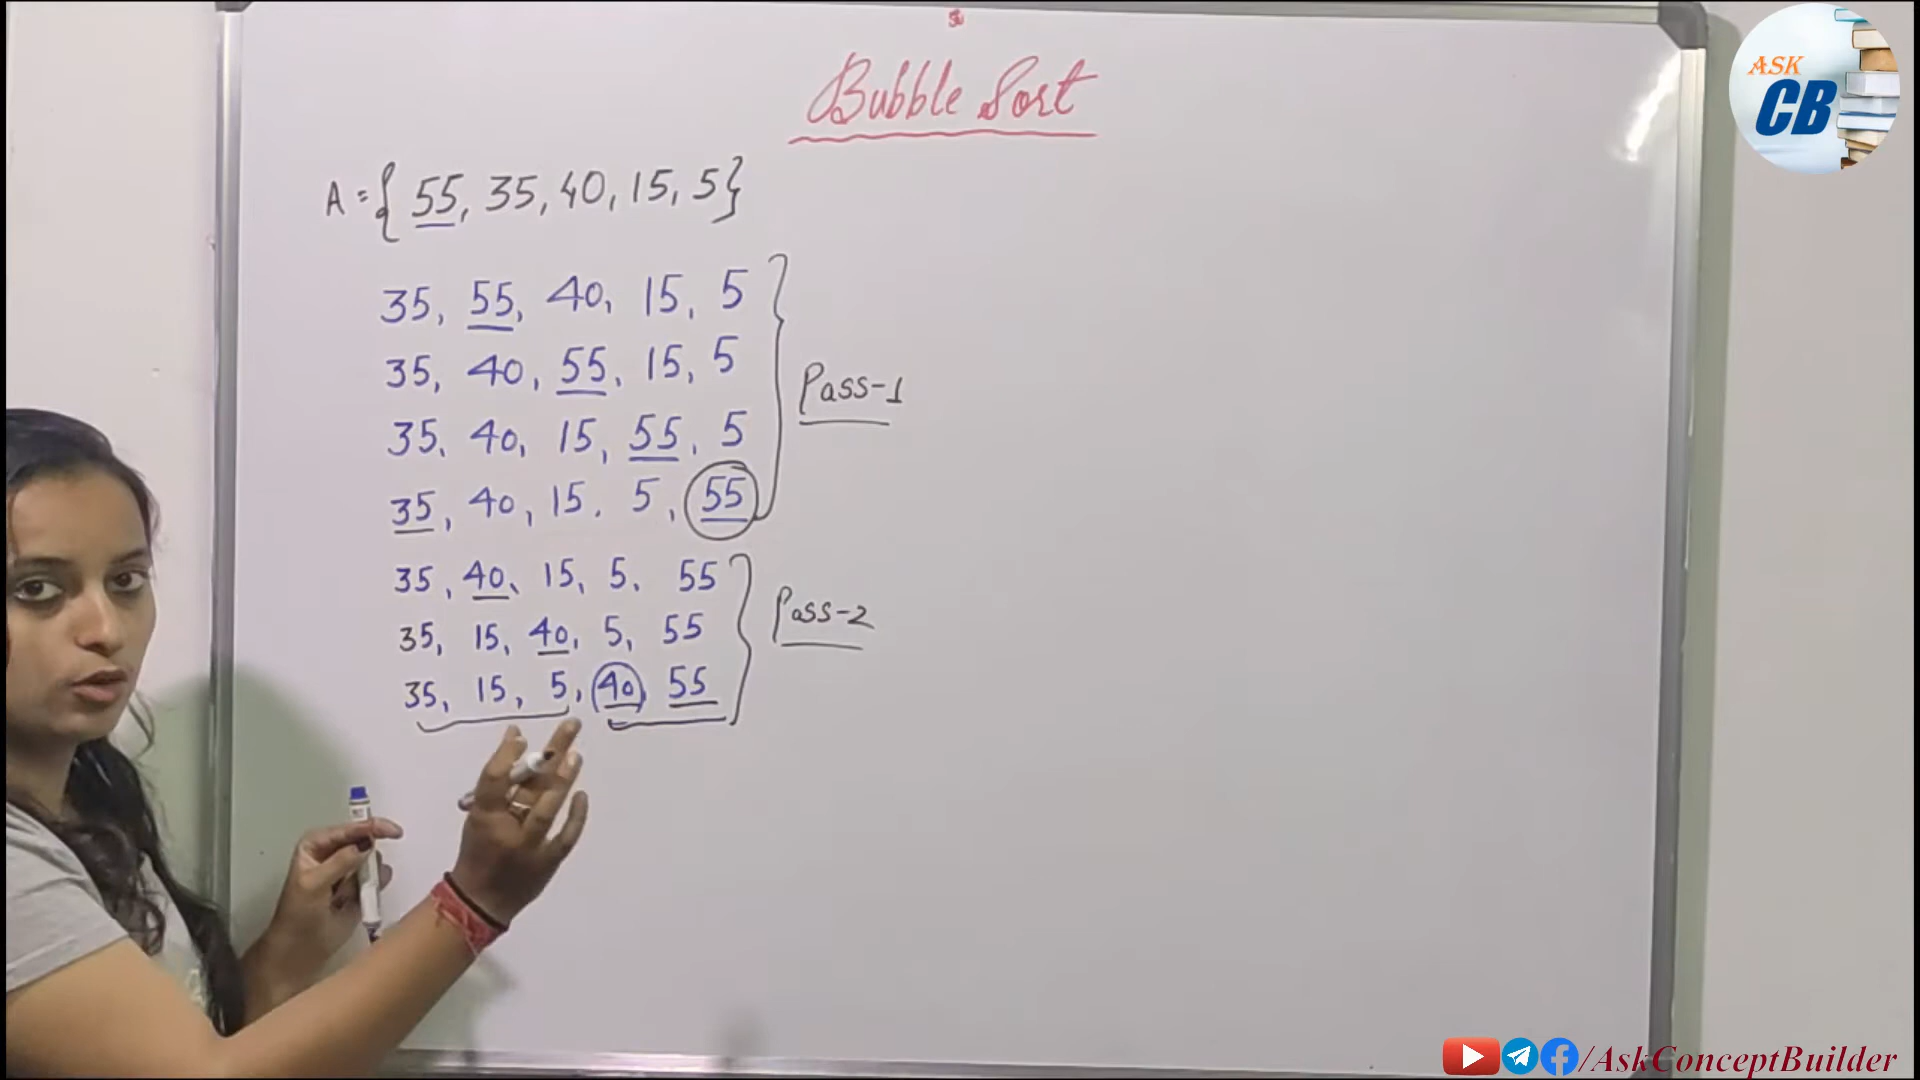 Bubble Sort
A = { 55, 35, 40, 15, 5}
35, 55, 40, 15, 5
35, 40, 55, 15, 5
35, 40, 15, 55, 5
35, 40, 15, 5, 55
Pass-1
35, 40, 15, 5, 55
35, 15, 40, 5, 55
35, 15, 5, 40, 55
Pass-2
ASK
CB
/AskConceptBuilder